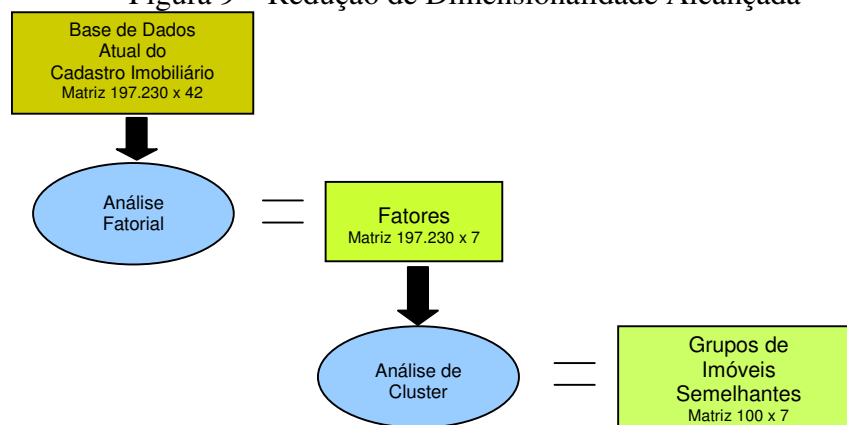 Figura 9 – Redução de Dimensionalidade Alcançada
Base de Dados
Atual do
Cadastro Imobiliário
Matriz 197.230 x 42
Análise
Fatorial
Fatores
Matriz 197.230 x 7
Análise de
Cluster
Grupos de
Imóveis
Semelhantes
Matriz 100 x 7